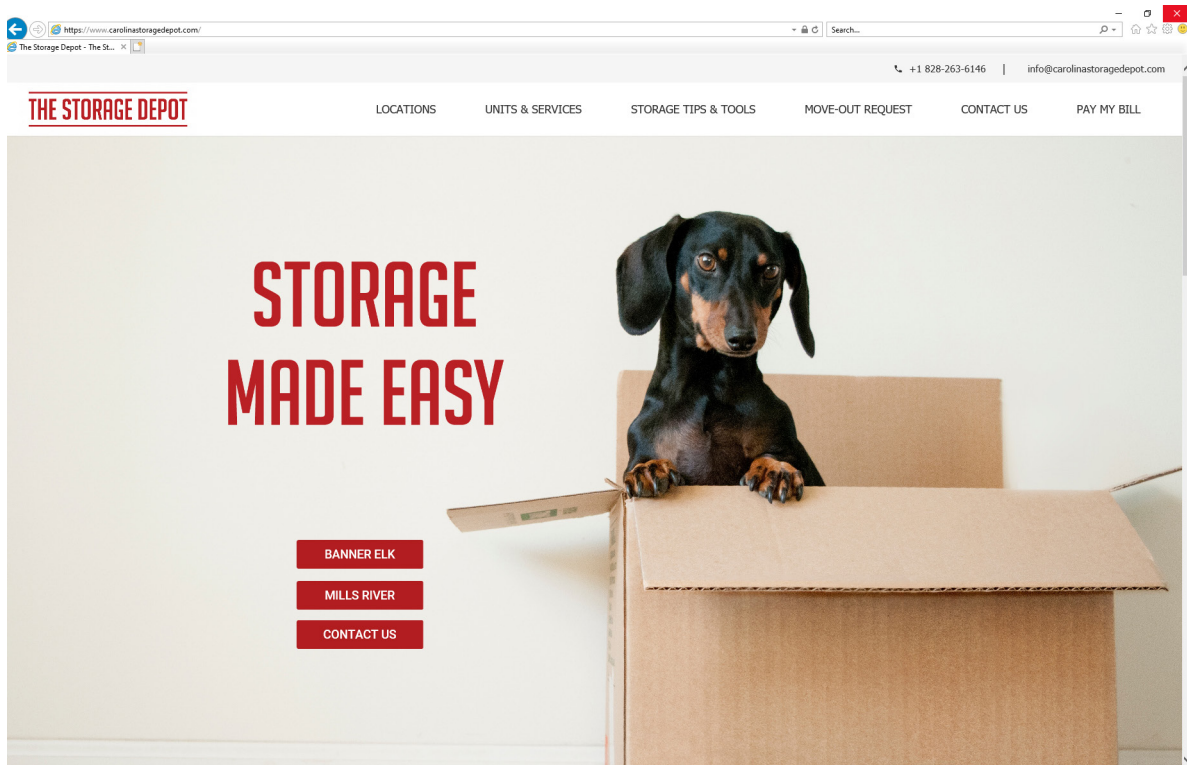 https://www.carolinastoragedepot.com/
Search...
The Storage Depot - The St...
+1 828-263-6146 | info@carolinastoragedepot.com
THE STORAGE DEPOT
LOCATIONS UNITS & SERVICES STORAGE TIPS & TOOLS MOVE-OUT REQUEST CONTACT US PAY MY BILL
STORAGE
MADE EASY
BANNER ELK
MILLS RIVER
CONTACT US